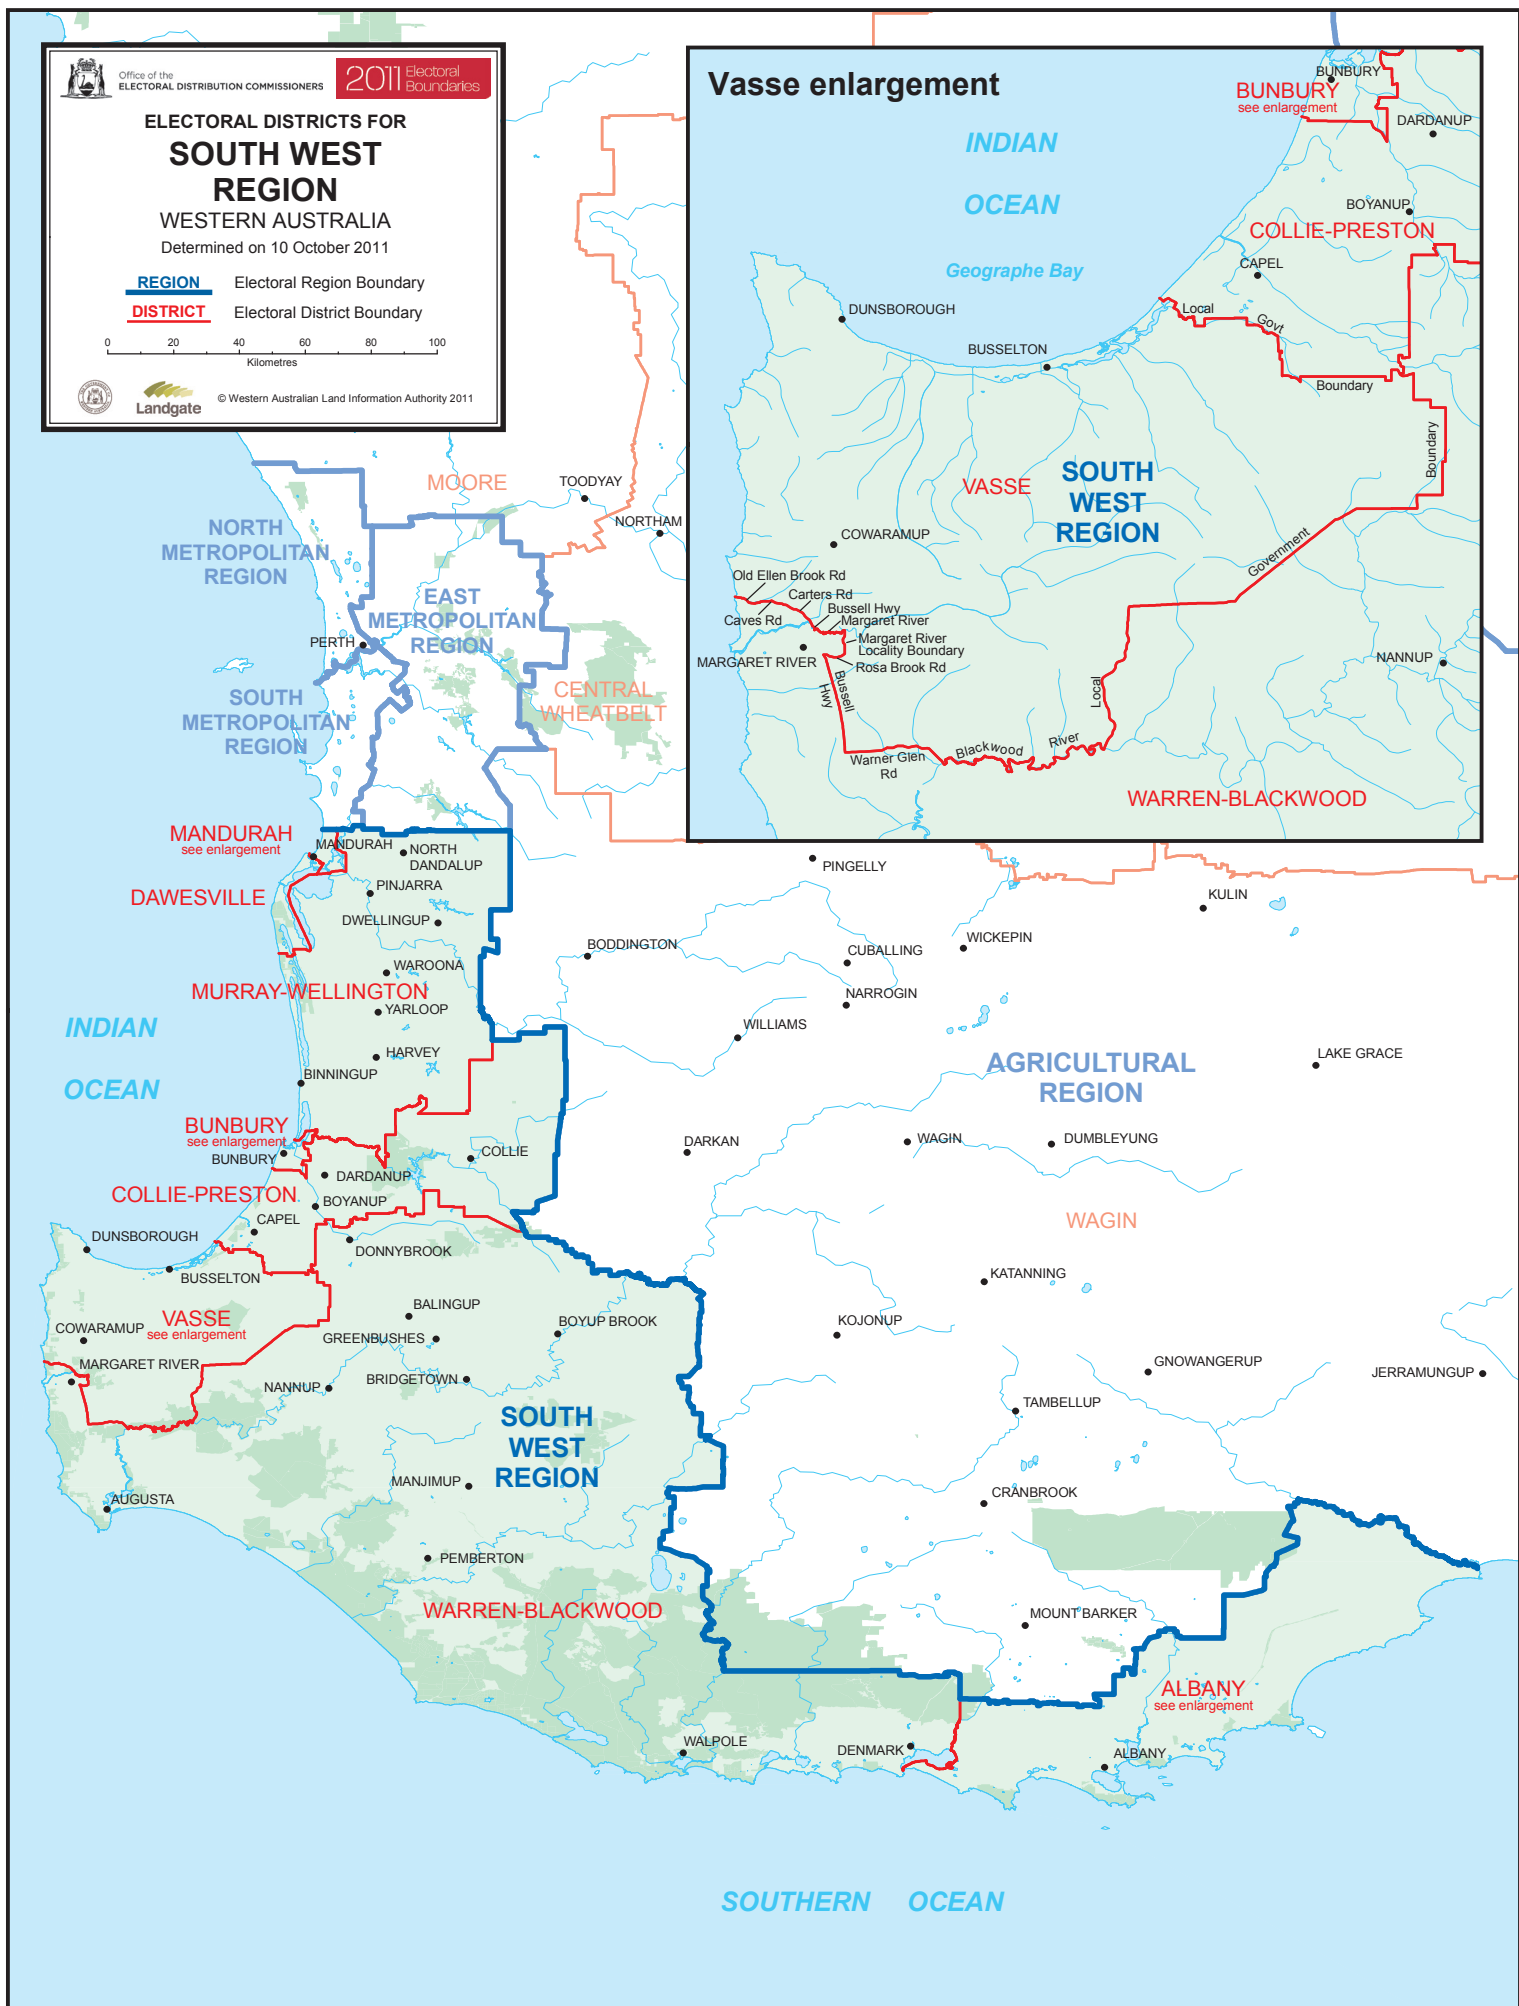 Office of the
ELECTORAL DISTRIBUTION COMMISSIONERS
2011 Electoral
Boundaries
ELECTORAL DISTRICTS FOR
SOUTH WEST
REGION
WESTERN AUSTRALIA
Determined on 10 October 2011
REGION Electoral Region Boundary
DISTRICT Electoral District Boundary
0 20 40 60 80 100
Kilometres
Landgate
© Western Australian Land Information Authority 2011
Vasse enlargement
BUNBURY
BUNBURY
see enlargement
DARDANUP
INDIAN
OCEAN
BOYANUP
COLLIE-PRESTON
Geographe Bay
CAPEL
DUNSBOROUGH
Local
Govt
BUSSELTON
Boundary
Boundary
VASSE
SOUTH
WEST
REGION
COWARAMUP
Government
Old Ellen Brook Rd
Carters Rd
Caves Rd
Bussell Hwy
Margaret River
Margaret River
Locality Boundary
MARGARET RIVER
Rosa Brook Rd
NANNUP
Bussell
Hwy
Local
Blackwood
River
Warner Glen
Rd
WARREN-BLACKWOOD
MOORE
TOODYAY
NORTHAM
NORTH
METROPOLITAN
REGION
EAST
METROPOLITAN
REGION
PERTH
SOUTH
METROPOLITAN
REGION
CENTRAL
WHEATBELT
MANDURAH
see enlargement
MANDURAH
NORTH
DANDALUP
DAWESVILLE
PINJARRA
DWELLINGUP
PINGELLY
KULIN
BODDINGTON
CUBALLING
WICKEPIN
WAROONA
MURRAY-WELLINGTON
YARLOOP
NARROGIN
WILLIAMS
INDIAN
OCEAN
HARVEY
BINNINGUP
AGRICULTURAL
REGION
LAKE GRACE
BUNBURY
see enlargement
BUNBURY
COLLIE
DARKAN
WAGIN
DUMBLEYUNG
DARDANUP
COLLIE-PRESTON
BOYANUP
CAPEL
WAGIN
DUNSBOROUGH
DONNYBROOK
BUSSELTON
KATANNING
BALINGUP
VASSE
see enlargement
COWARAMUP
GREENBUSHES
BOYUP BROOK
KOJONUP
MARGARET RIVER
NANNUP
BRIDGETOWN
GNOWANGERUP
JERRAMUNGUP
TAMBELLUP
SOUTH
WEST
REGION
MANJIMUP
AUGUSTA
CRANBROOK
PEMBERTON
WARREN-BLACKWOOD
MOUNT BARKER
ALBANY
see enlargement
WALPOLE
DENMARK
ALBANY
SOUTHERN OCEAN